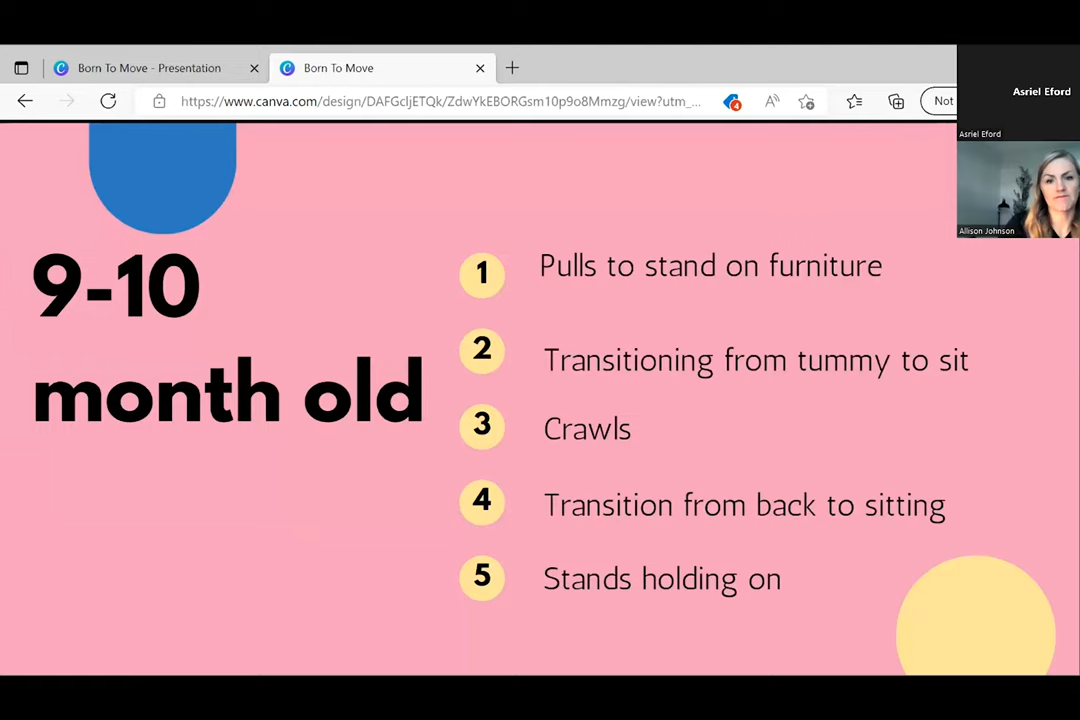 Born To Move - Presentation
Born To Move
https://www.canva.com/design/DAFGcIjETQk/ZdwYkEBORGsm10p9o8Mmzg/view?utm_...
4
Not
Asriel Eford
Asriel Eford
Allison Johnson
9-10
month old
1 Pulls to stand on furniture
2 Transitioning from tummy to sit
3 Crawls
4 Transition from back to sitting
5 Stands holding on